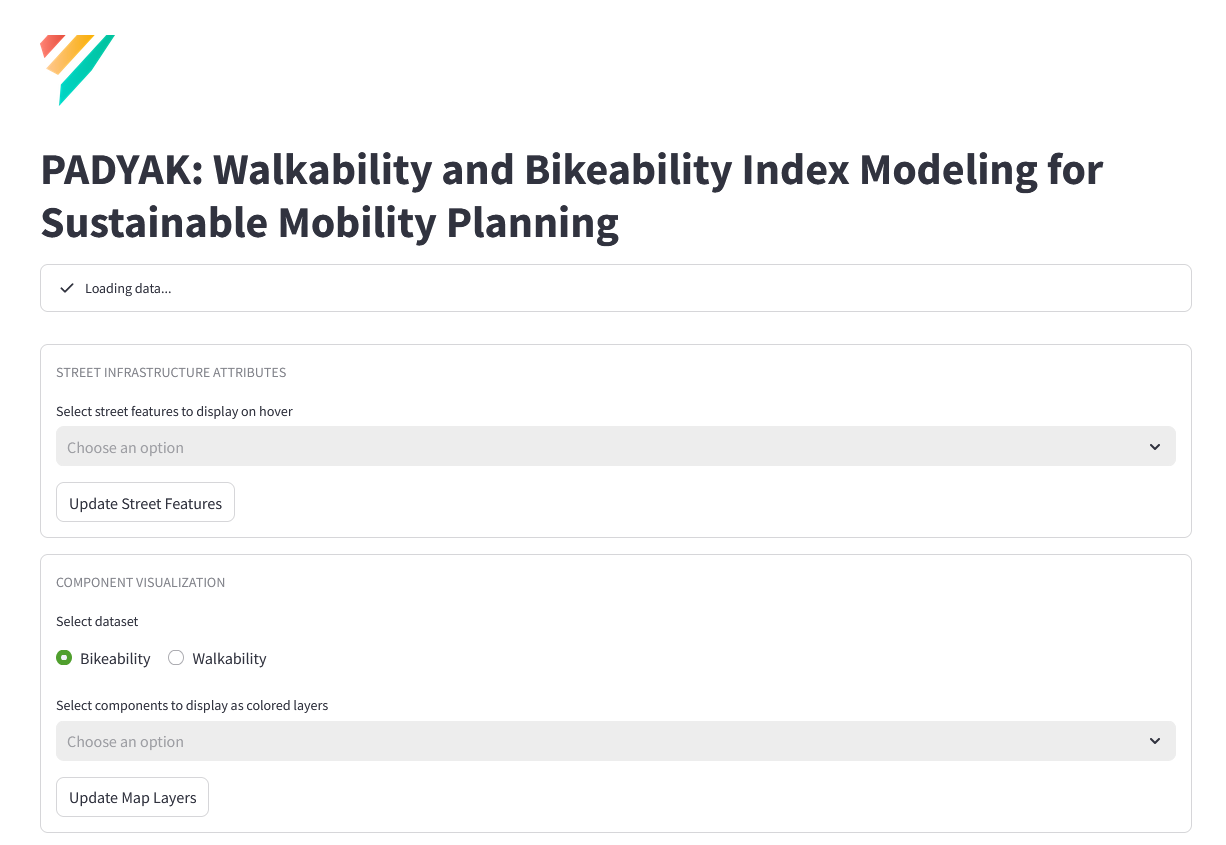 PADYAK: Walkability and Bikeability Index Modeling for
Sustainable Mobility Planning
Loading data...
STREET INFRASTRUCTURE ATTRIBUTES
Select street features to display on hover
Choose an option
Update Street Features
COMPONENT VISUALIZATION
Select dataset
Bikeability Walkability
Select components to display as colored layers
Choose an option
Update Map Layers